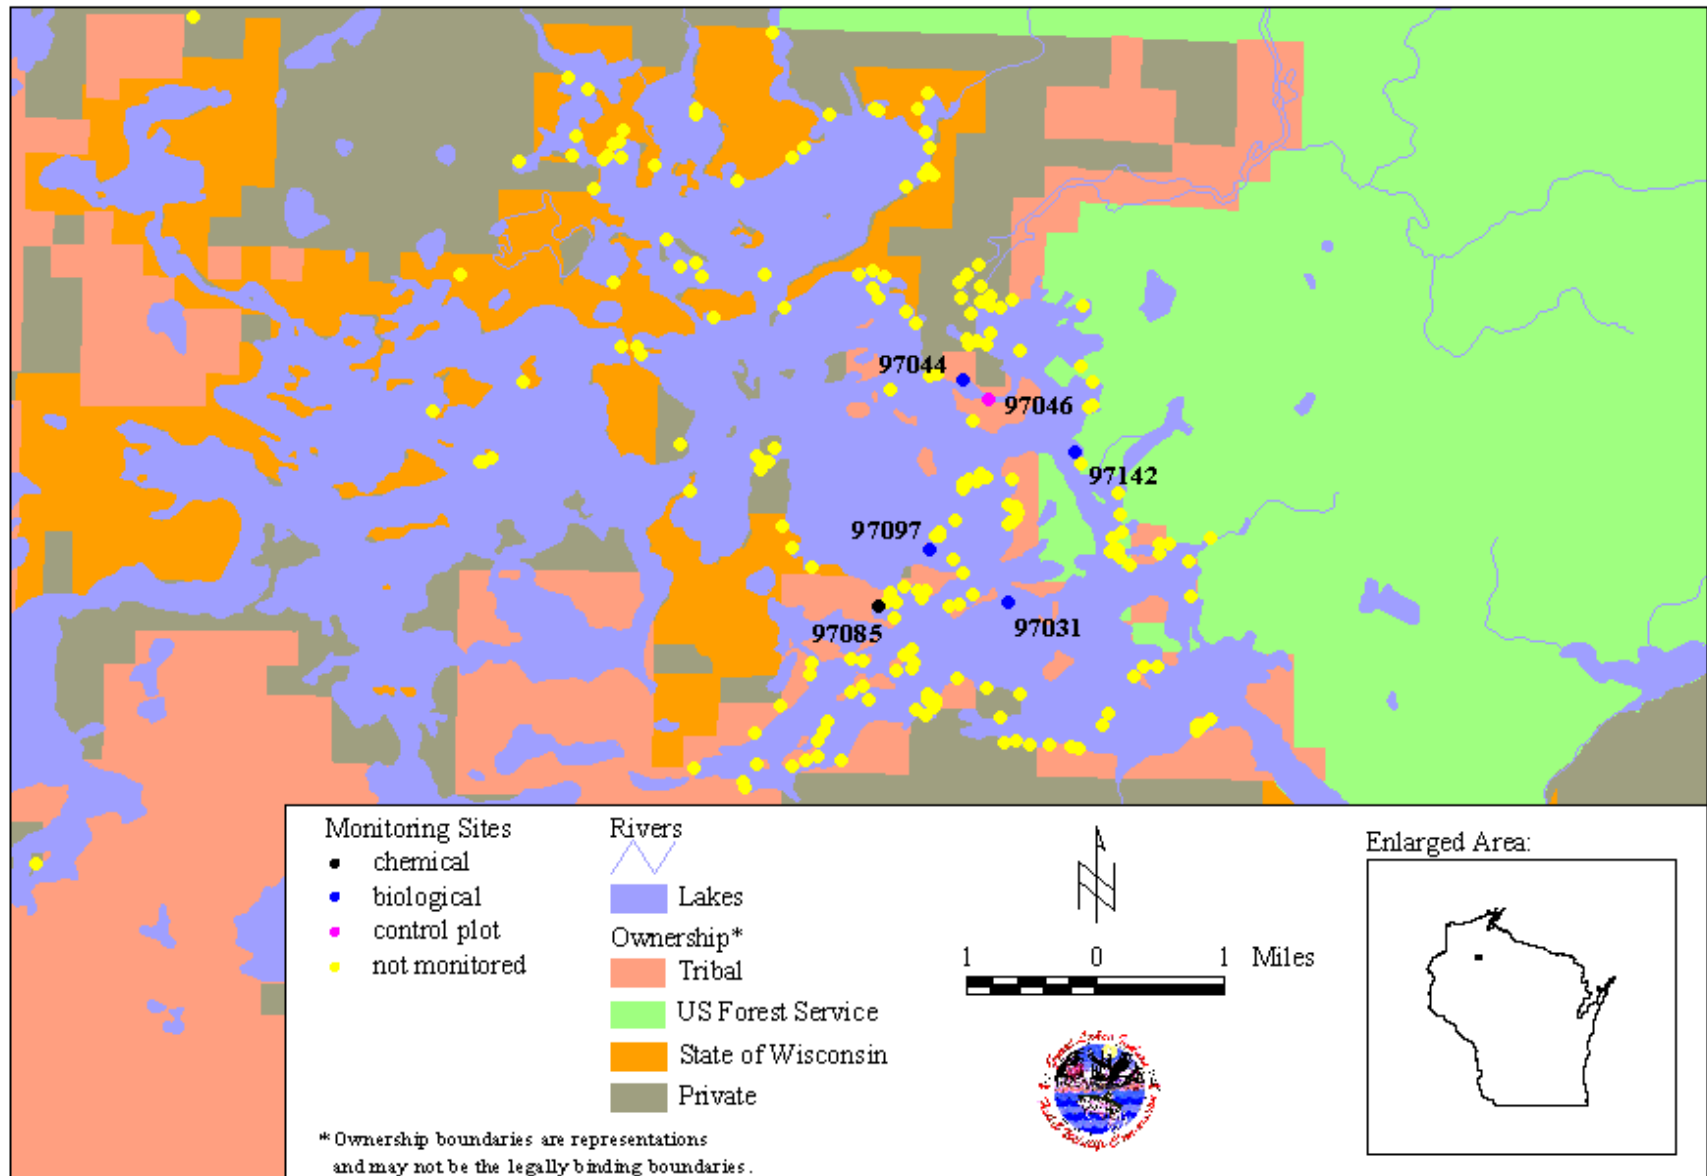 97044
97046
97142
97097
97085
97031
Monitoring Sites
chemical
biological
control plot
not monitored
Rivers
Lakes
Ownership*
Tribal
US Forest Service
State of Wisconsin
Private
* Ownership boundaries are representations
and may not be the legally binding boundaries.
N
1 0 1 Miles
Enlarged Area: